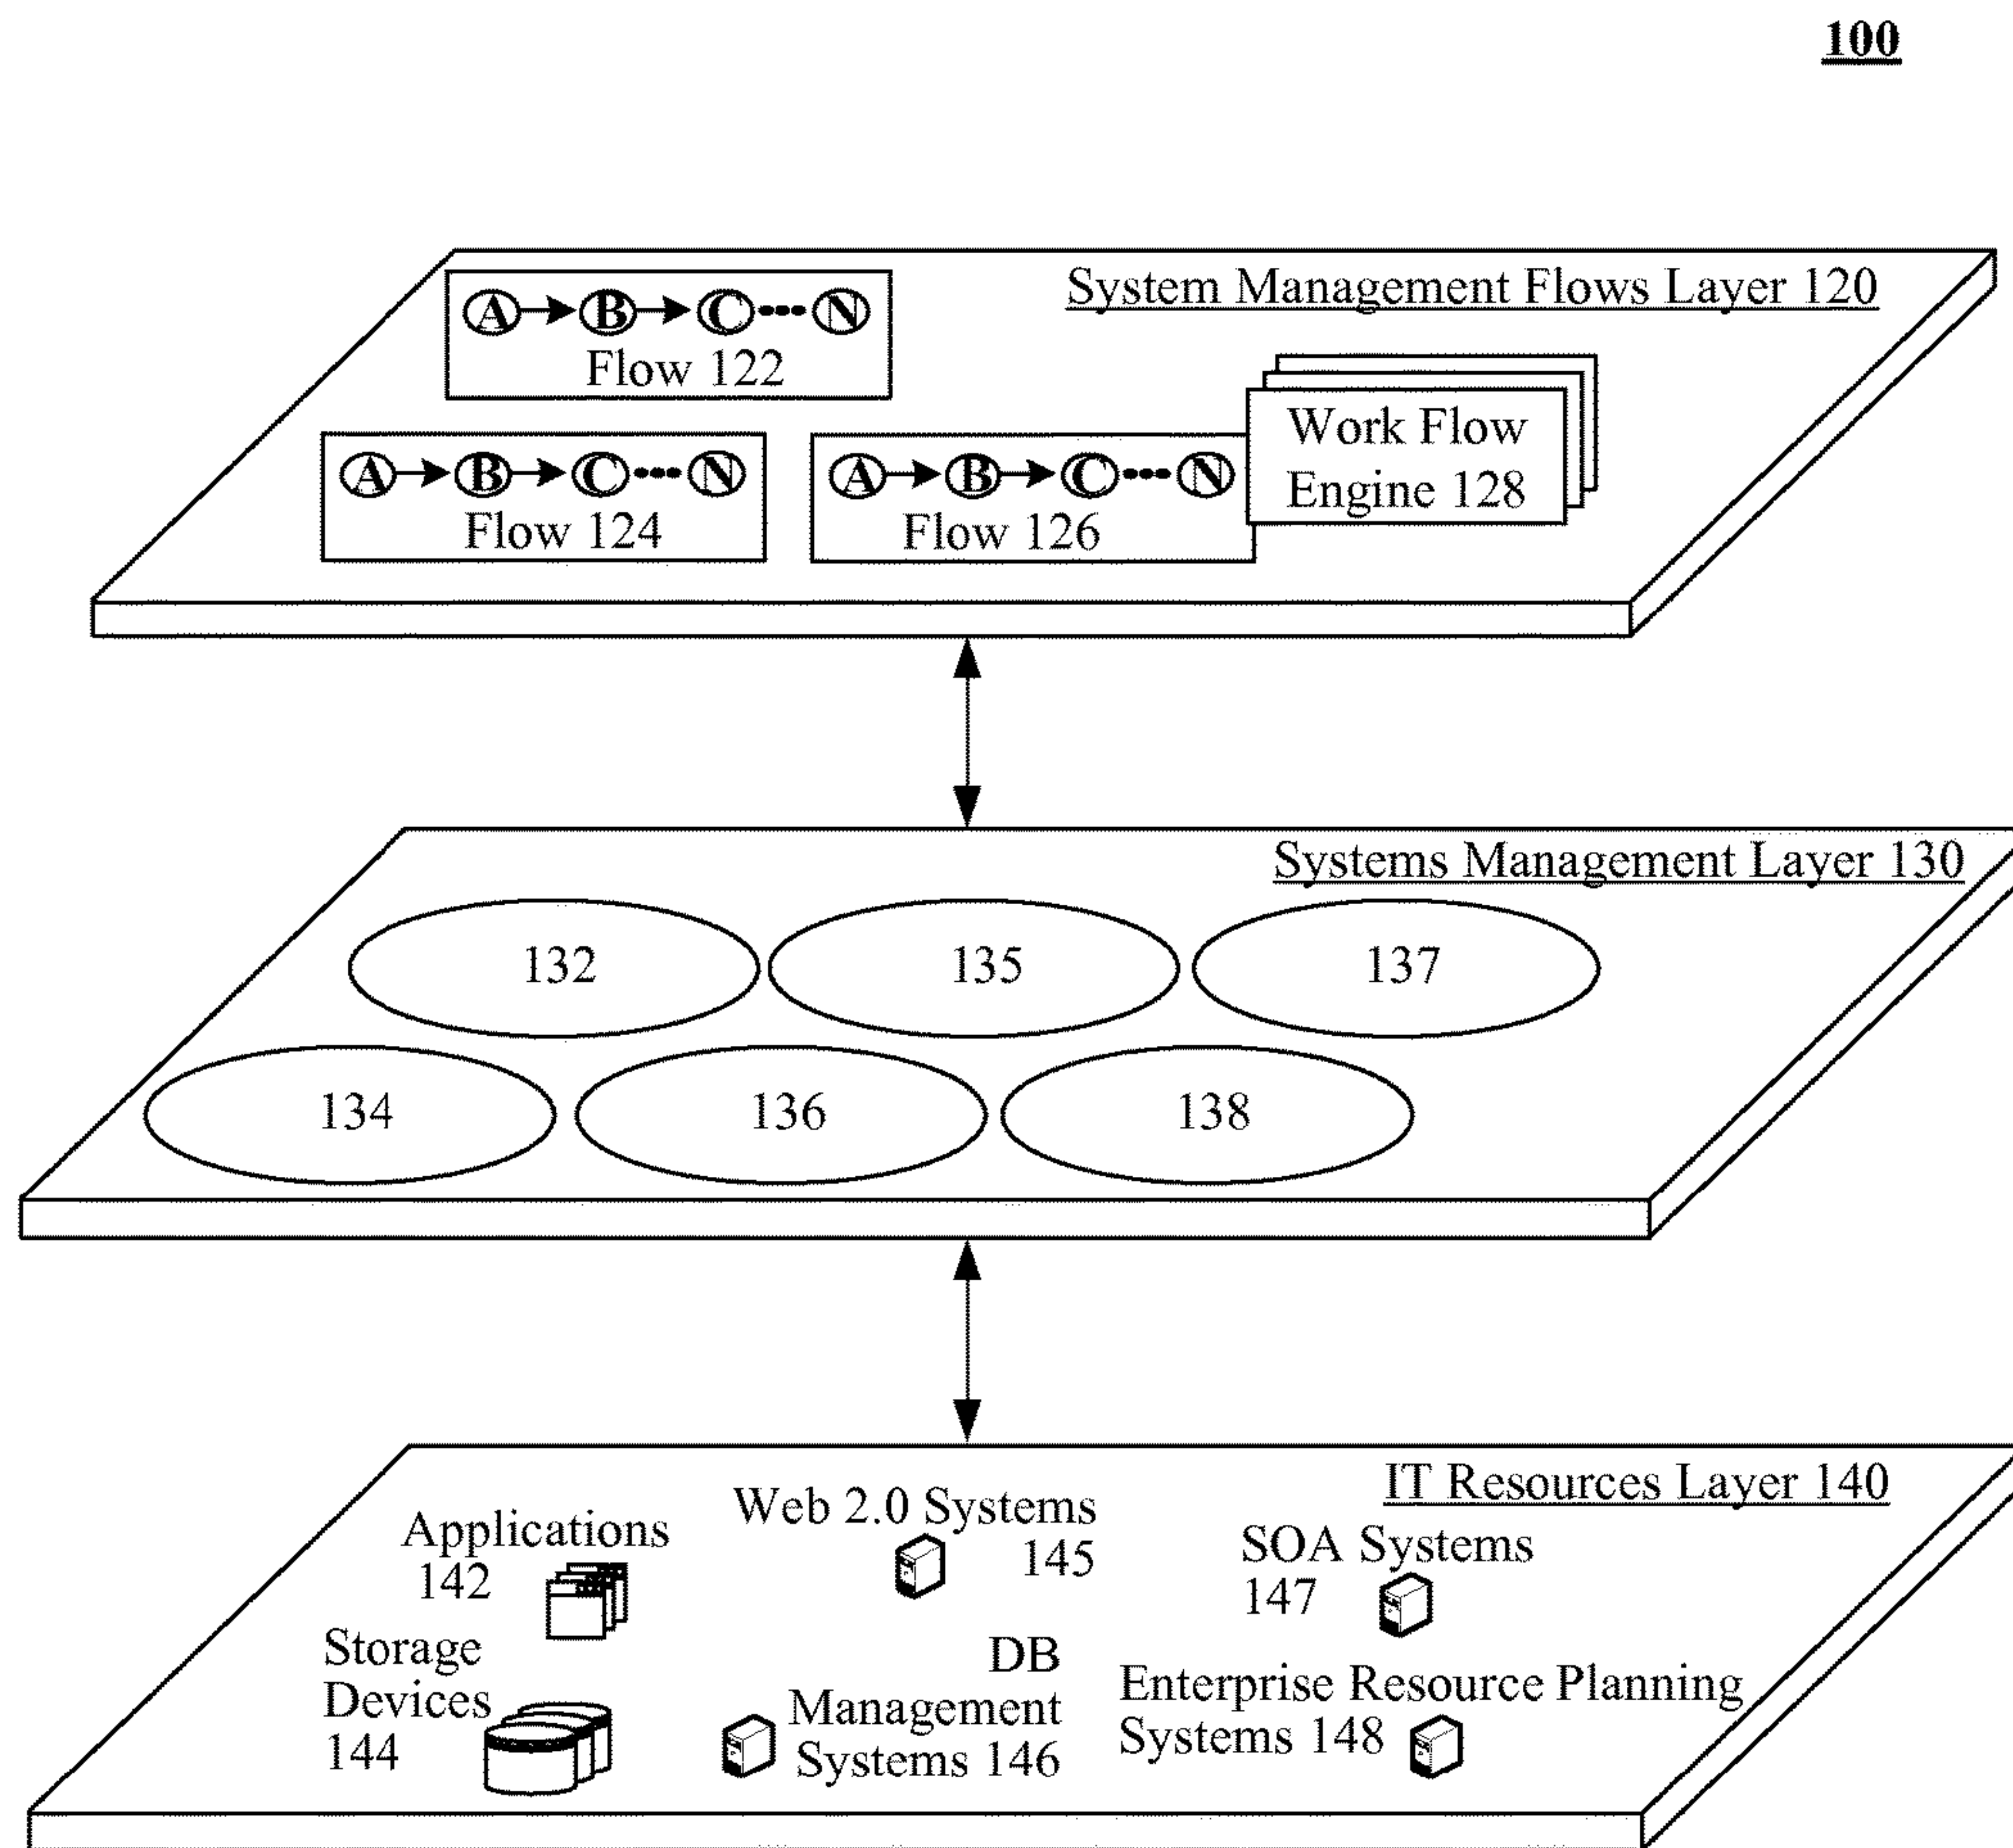 100
System Management Flows Layer 120
A B C N
Flow 122
Work Flow
Engine 128
A B C N
Flow 124
A B C N
Flow 126
Systems Management Layer 130
132
135
137
134
136
138
IT Resources Layer 140
Applications
142
Web 2.0 Systems
145
SOA Systems
147
Storage
Devices
144
DB
Management
Systems 146
Enterprise Resource Planning
Systems 148